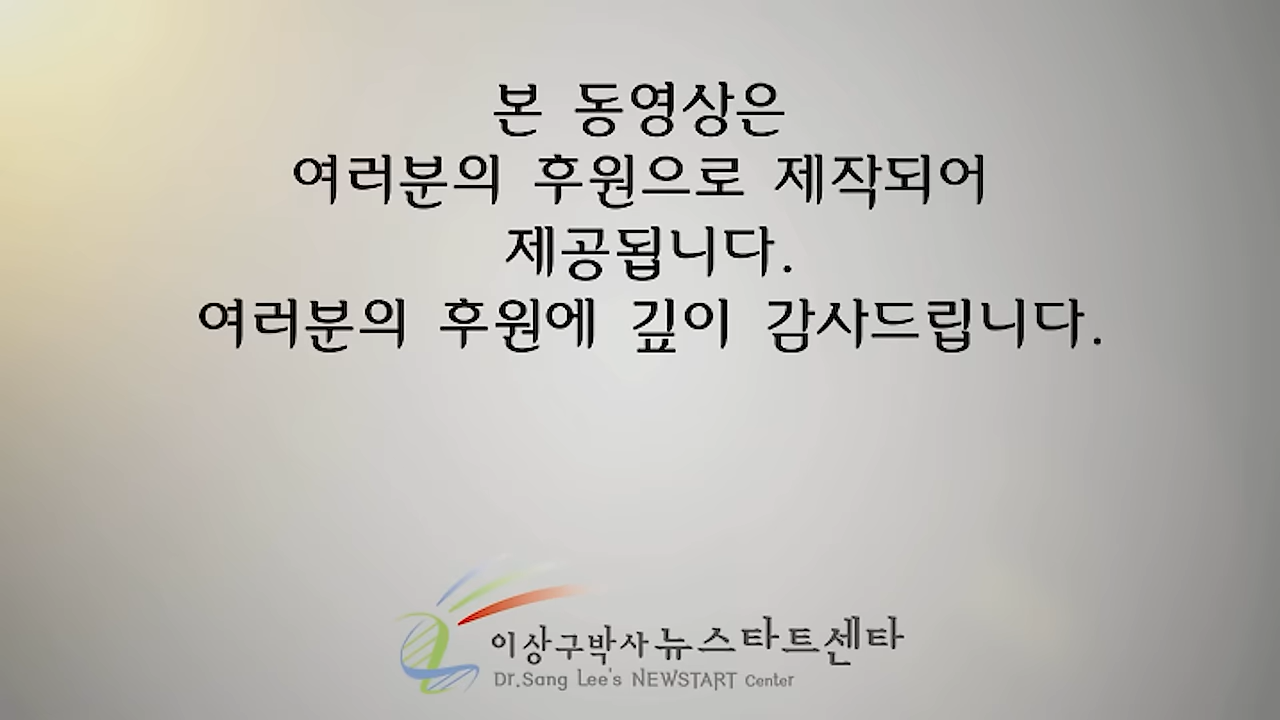 본 동영상은
여러분의 후원으로 제작되어
제공됩니다.
여러분의 후원에 깊이 감사드립니다.
이상구박사 뉴스타트센타
Dr.Sang Lee's NEWSTART Center